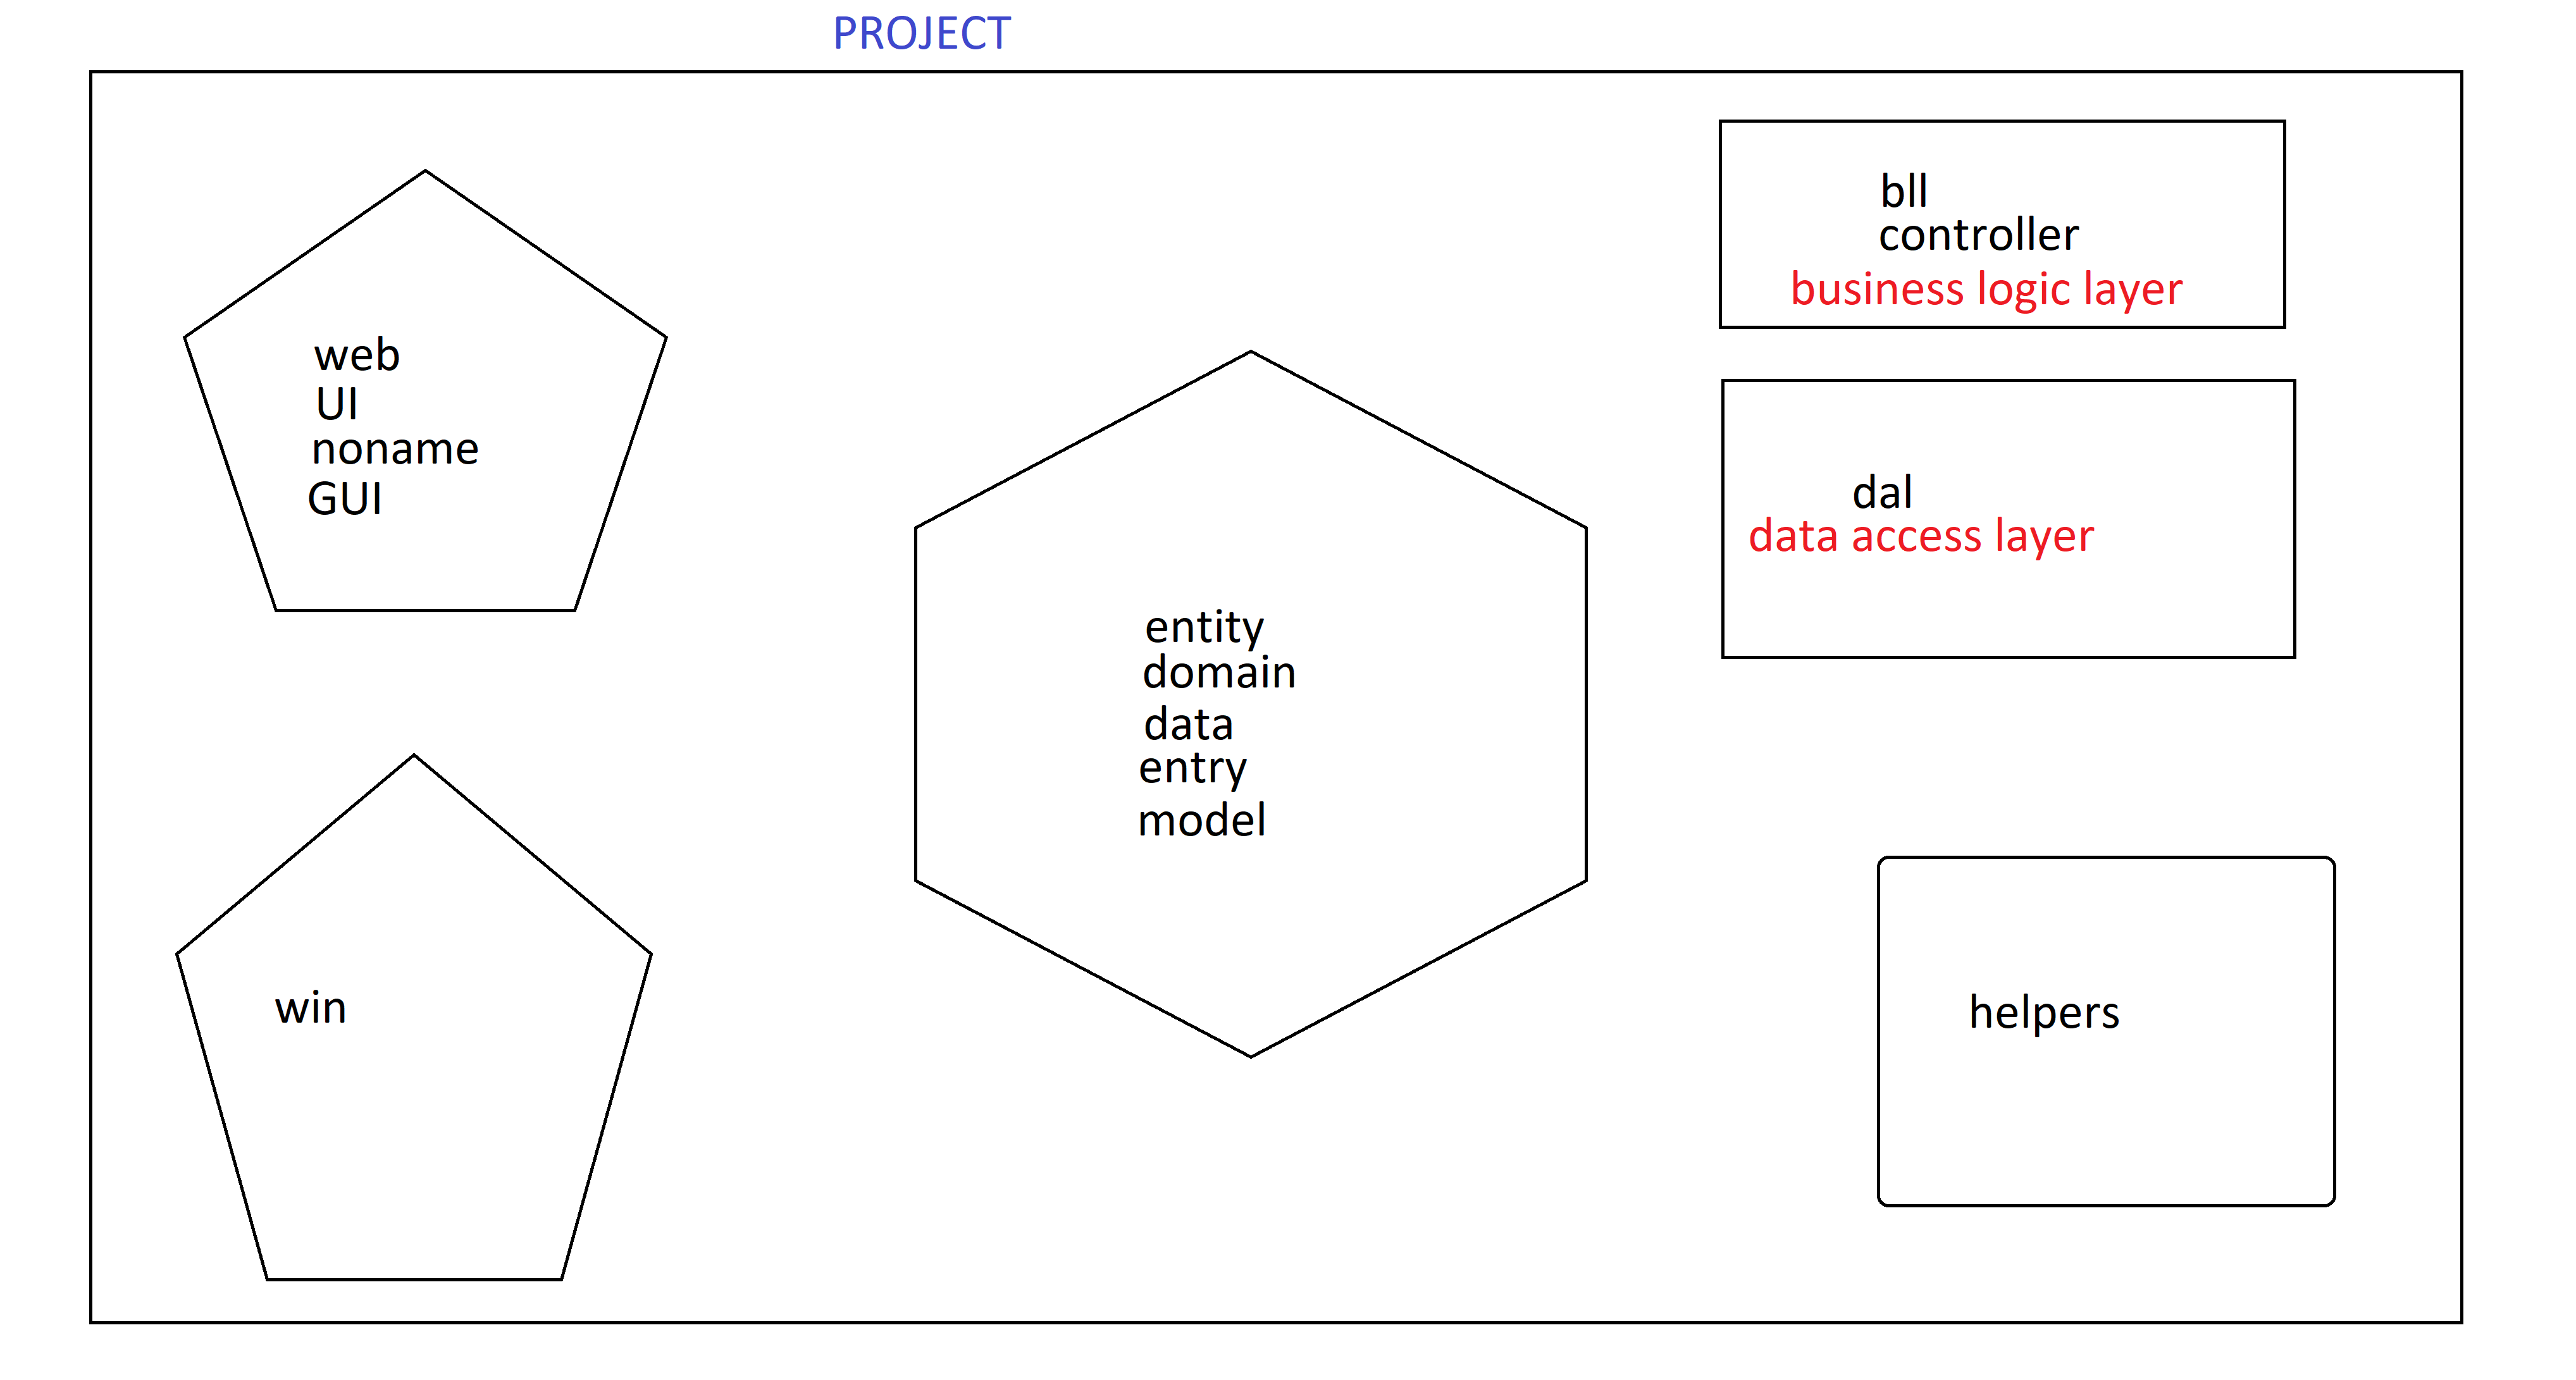 PROJECT
web
UI
noname
GUI
win
entity
domain
data
entry
model
bll
controller
business logic layer
dal
data access layer
helpers